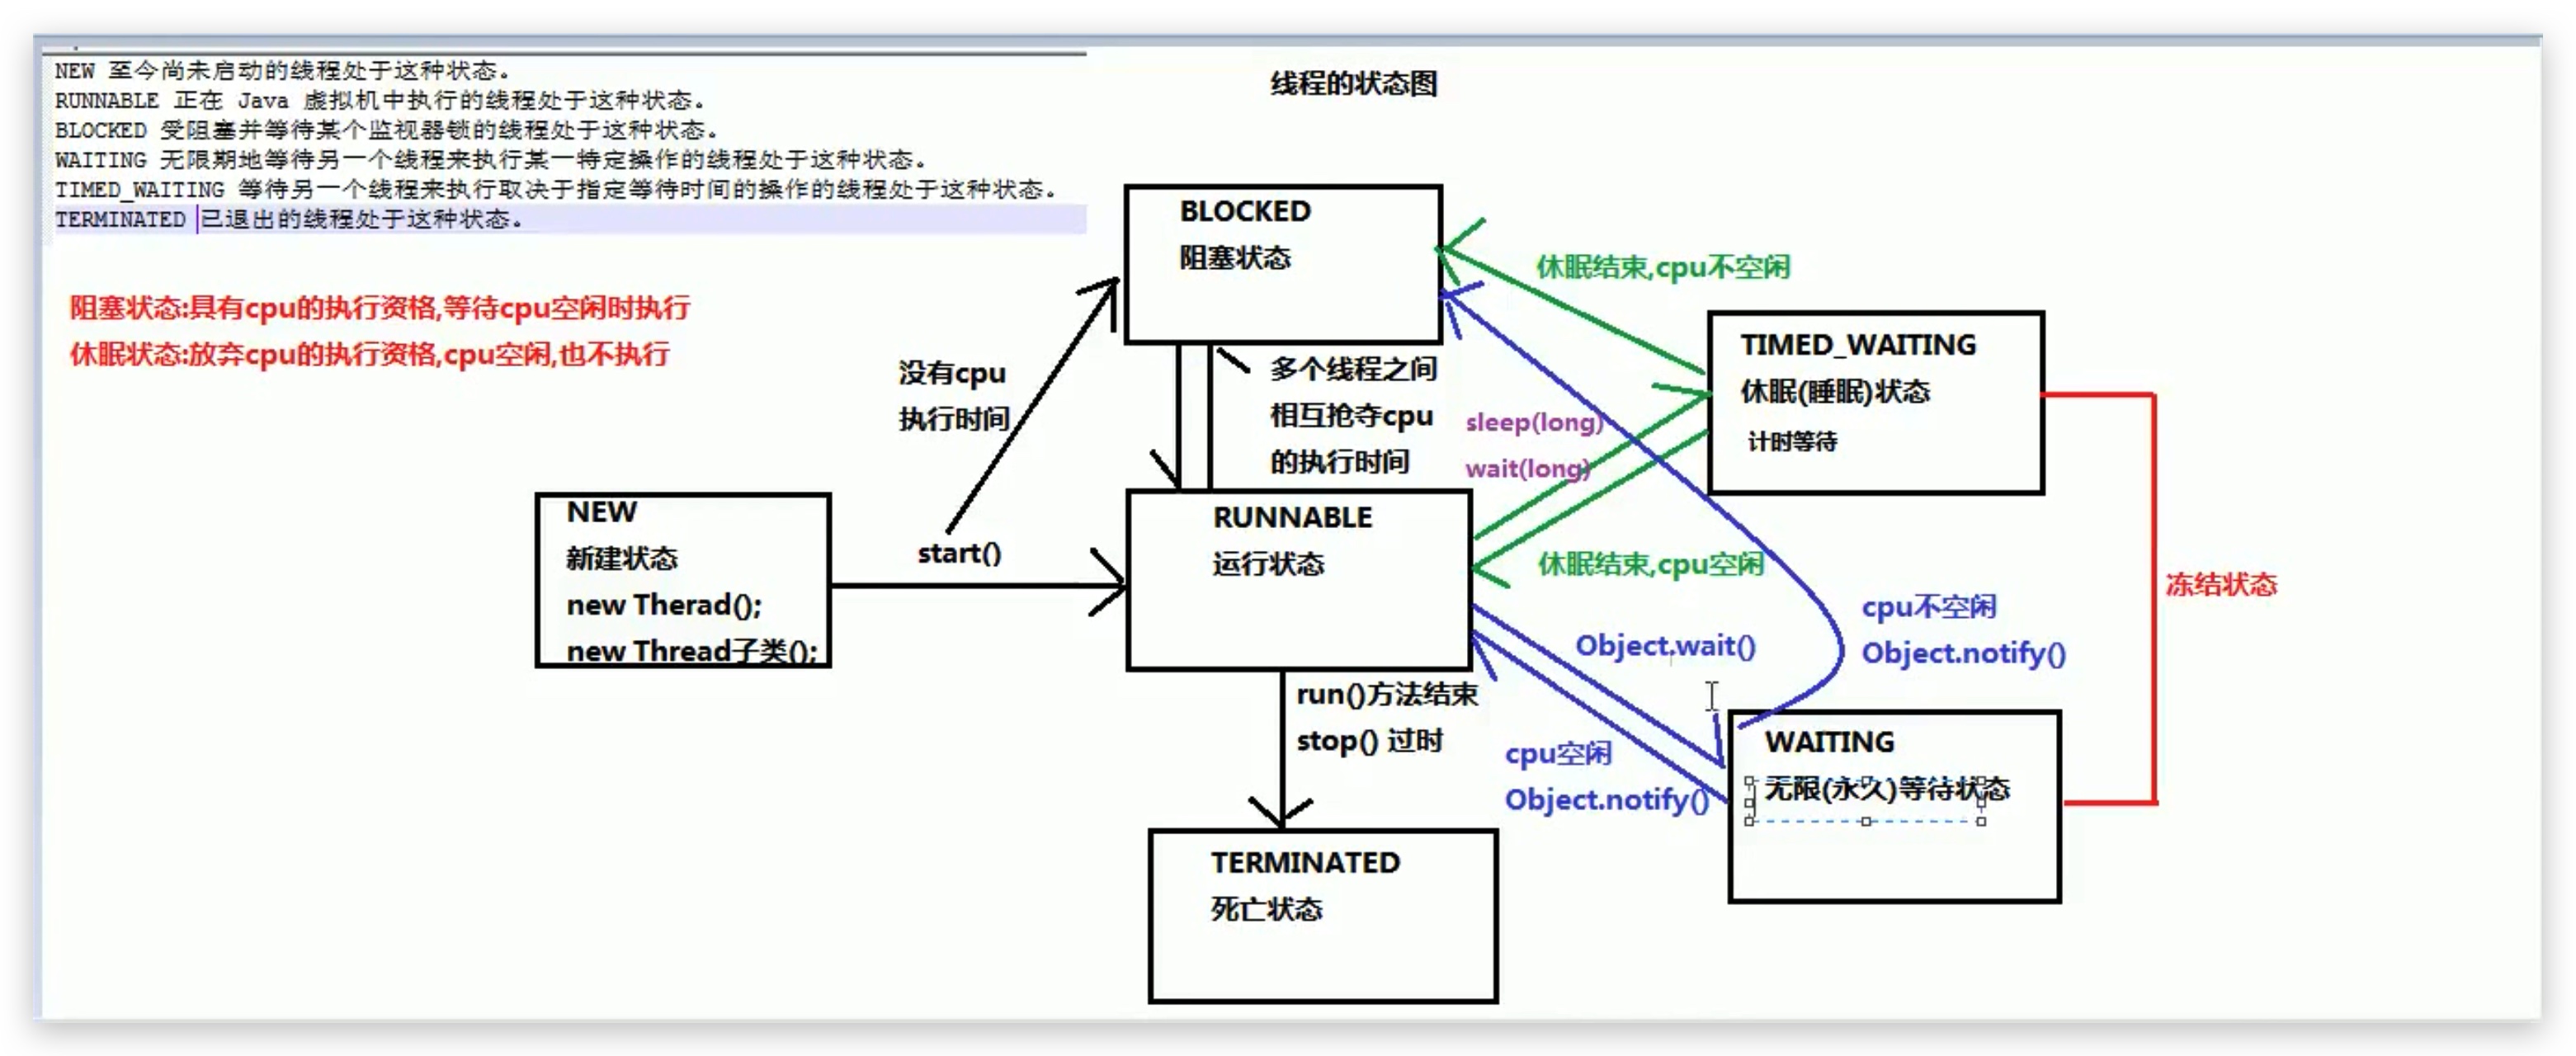 NEW 至今尚未启动的线程处于这种状态。
RUNNABLE 正在 Java 虚拟机中执行的线程处于这种状态。
BLOCKED 受阻塞并等待某个监视器锁的线程处于这种状态。
WAITING 无限期地等待另一个线程来执行某一特定操作的线程处于这种状态。
TIMED_WAITING 等待另一个线程来执行取决于指定等待时间的操作的线程处于这种状态。
TERMINATED 已退出的线程处于这种状态。
阻塞状态:具有cpu的执行资格,等待cpu空闲时执行
休眠状态:放弃cpu的执行资格,cpu空闲,也不执行
线程的状态图
BLOCKED
阻塞状态
休眠结束,cpu不空闲
TIMED_WAITING
休眠(睡眠)状态
计时等待
没有cpu
执行时间
多个线程之间
相互抢夺cpu
的执行时间
sleep(long)
wait(long)
NEW
新建状态
new Therad();
new Thread子类();
start()
RUNNABLE
运行状态
休眠结束,cpu空闲
冻结状态
cpu不空闲
Object.notify()
Object.wait()
run()方法结束
stop() 过时
cpu空闲
Object.notify()
WAITING
无限(永久)等待状态
TERMINATED
死亡状态